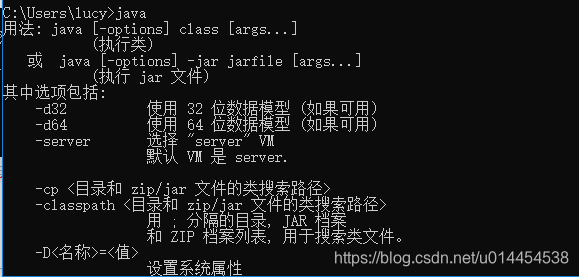 C:\Users\lucy>java
用法: java [-options] class [args...]
(执行类)
或 java [-options] -jar jarfile [args...]
(执行 jar 文件)
其中选项包括:
-d32 使用 32 位数据模型 (如果可用)
-d64 使用 64 位数据模型 (如果可用)
-server 选择 "server" VM
默认 VM 是 server.
-cp <目录和 zip/jar 文件的类搜索路径>
-classpath <目录和 zip/jar 文件的类搜索路径>
用 ; 分隔的目录, JAR 档案
和 ZIP 档案列表, 用于搜索类文件。
-D<名称>=<值>
设置系统属性
https://blog.csdn.net/u014454538